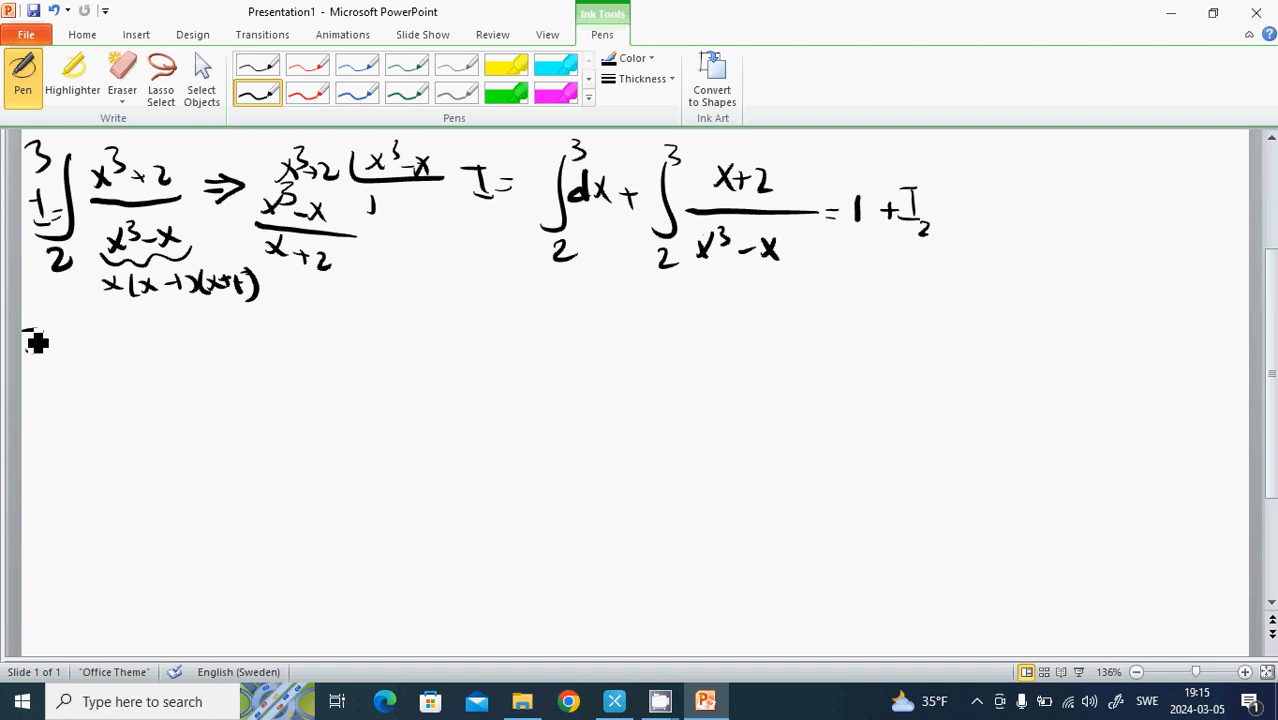 Presentation1 - Microsoft PowerPoint
Ink Tools
File Home Insert Design Transitions Animations Slide Show Review View Pens
Pen Highlighter Eraser Lasso Select Select Objects
Color
Thickness
Convert to Shapes
Write Pens Ink Art
I = ∫₂³ (x³+2)/(x³-x) ⇒ x³+2 (x³-x I = ∫₂³ dx + ∫₂³ (x+2)/(x³-x) = 1 + I₂
x³-x 1
x+2
x(x-1)(x+1)
Slide 1 of 1 "Office Theme" English (Sweden) 136%
Type here to search 35°F SWE 19:15
2024-03-05